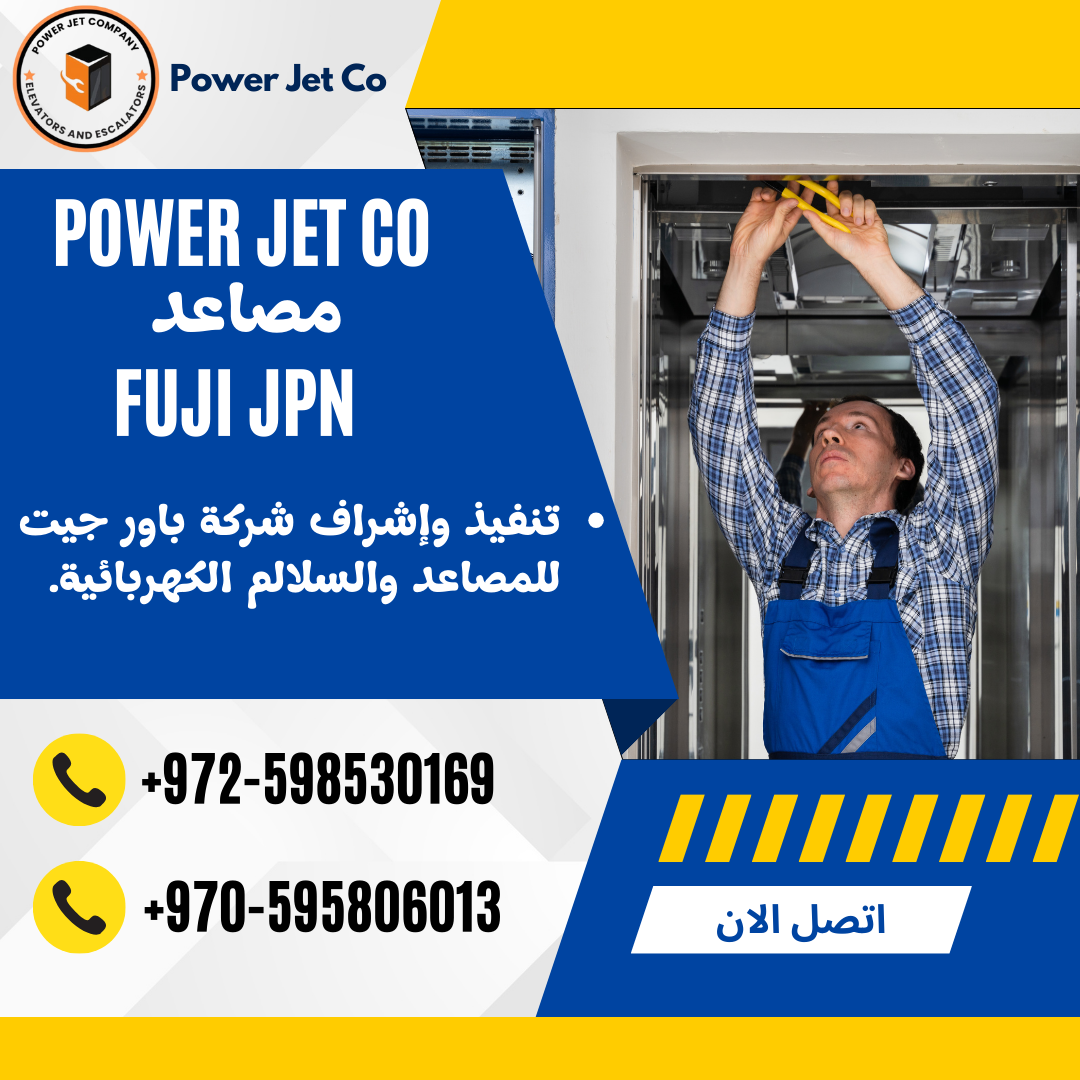 POWER JET COMPANY
ELEVATORS AND ESCALATORS
Power Jet Co
POWER JET CO
مصاعد
FUJI JPN
• تنفيذ وإشراف شركة باور جيت
للمصاعد والسلالم الكهربائية.
+972-598530169
+970-595806013
اتصل الان